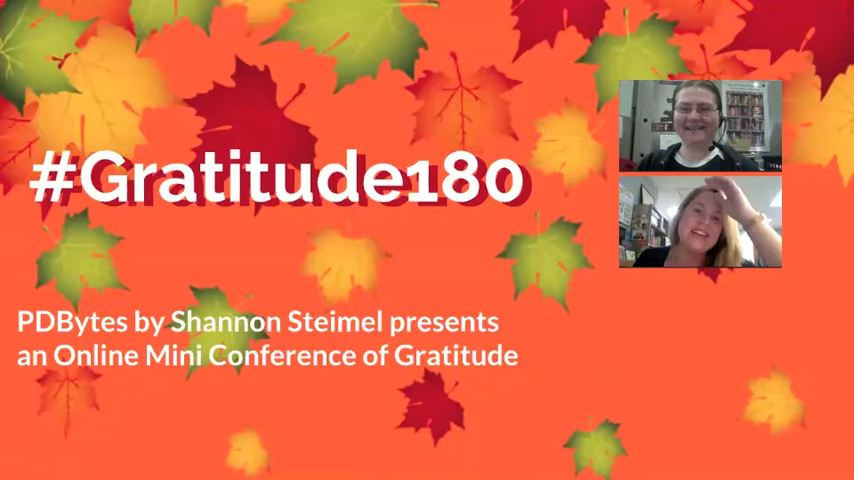 #Gratitude180
PDBytes by Shannon Steimel presents
an Online Mini Conference of Gratitude